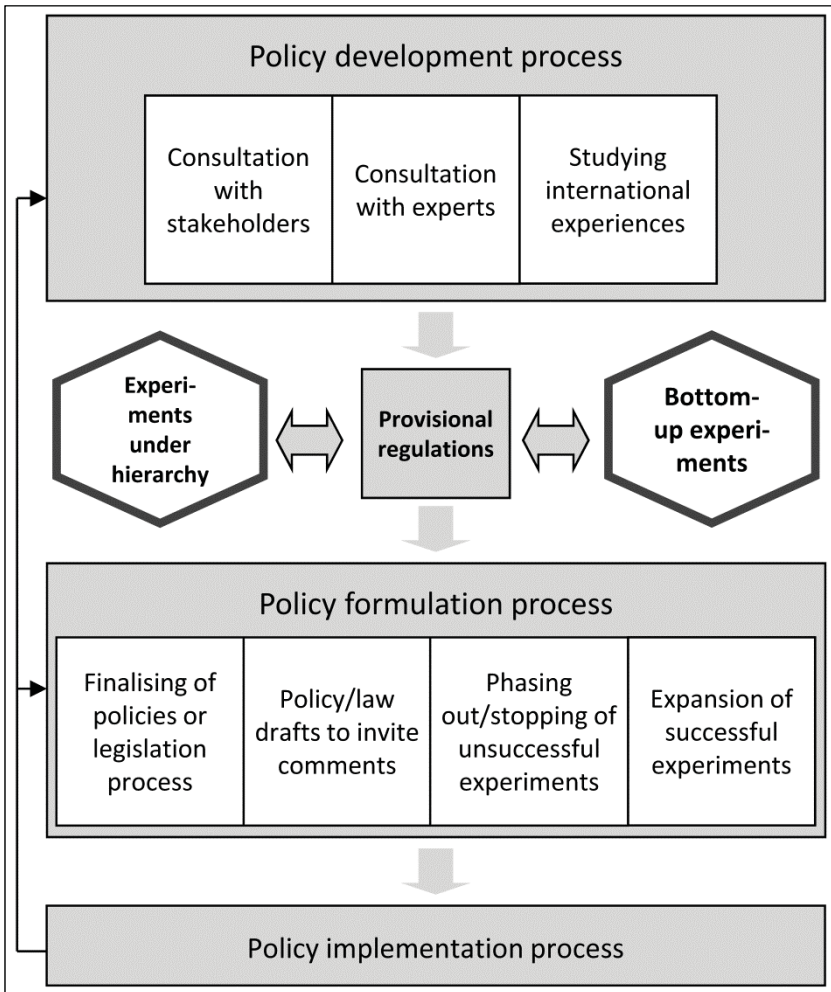 Policy development process
Consultation
with
stakeholders
Consultation
with experts
Studying
international
experiences
Experi-
ments
under
hierarchy
Provisional
regulations
Bottom-
up experi-
ments
Policy formulation process
Finalising of
policies or
legislation
process
Policy/law
drafts to invite
comments
Phasing
out/stopping of
unsuccessful
experiments
Expansion of
successful
experiments
Policy implementation process